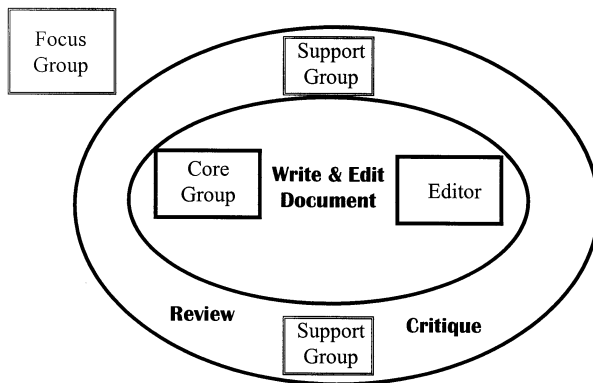 Focus
Group
Support
Group
Core
Group
Write & Edit
Document
Editor
Review
Critique
Support
Group